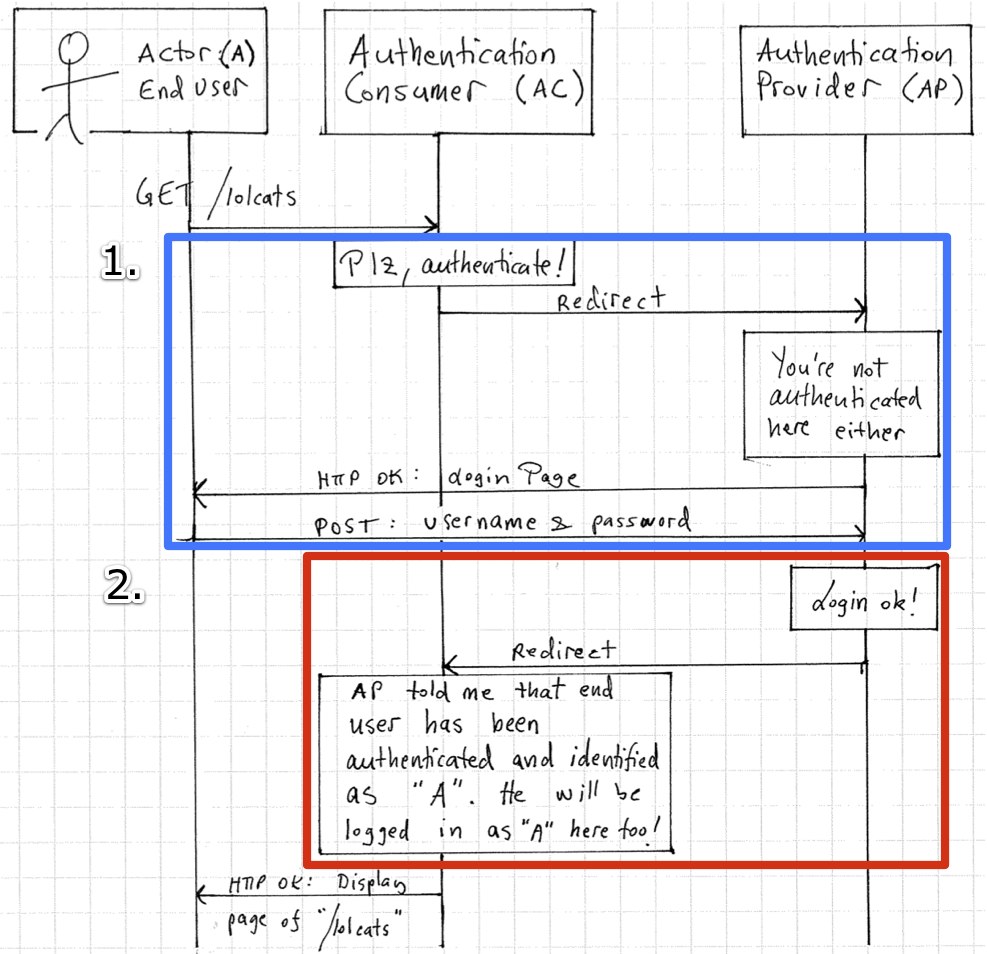 Actor:(A)
End user
Authentication
Consumer (AC)
Authentication
Provider (AP)
GET /lolcats
1.
Plz, authenticate!
Redirect
You're not
authenticated
here either
HTTP OK: Login Page
POST: username & password
2.
Login ok!
Redirect
AP told me that end
user has been
authenticated and identified
as "A". He will be
logged in as "A" here too!
HTTP OK: Display
page of "/lolcats"